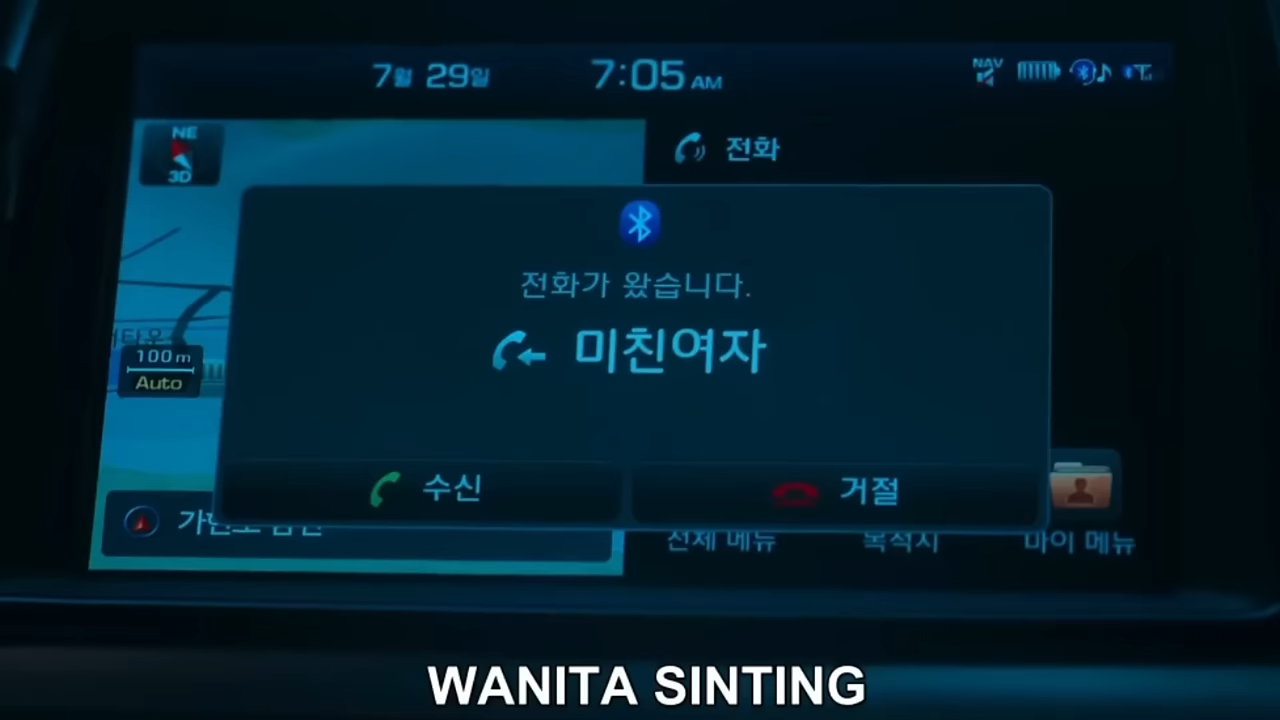 7월 29일 7:05 AM NAV
NE
3D
전화
전화가 왔습니다.
미친여자
100 m
Auto
수신
거절
전체 메뉴 목적지 마이 메뉴
WANITA SINTING